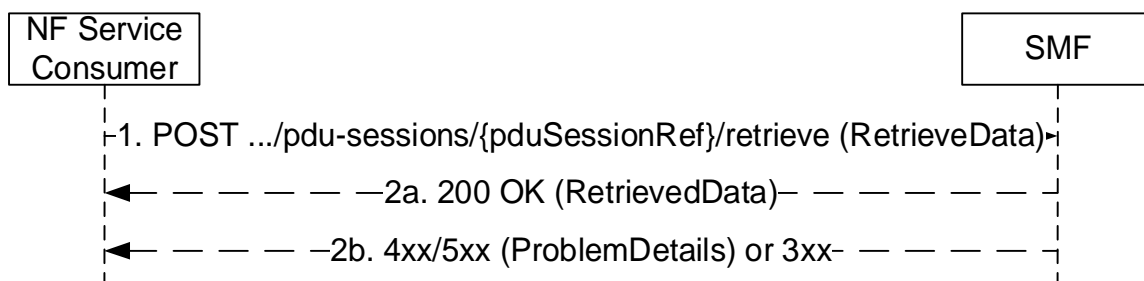 NF Service
Consumer
SMF
1. POST .../pdu-sessions/{pduSessionRef}/retrieve (RetrieveData)
2a. 200 OK (RetrievedData)
2b. 4xx/5xx (ProblemDetails) or 3xx